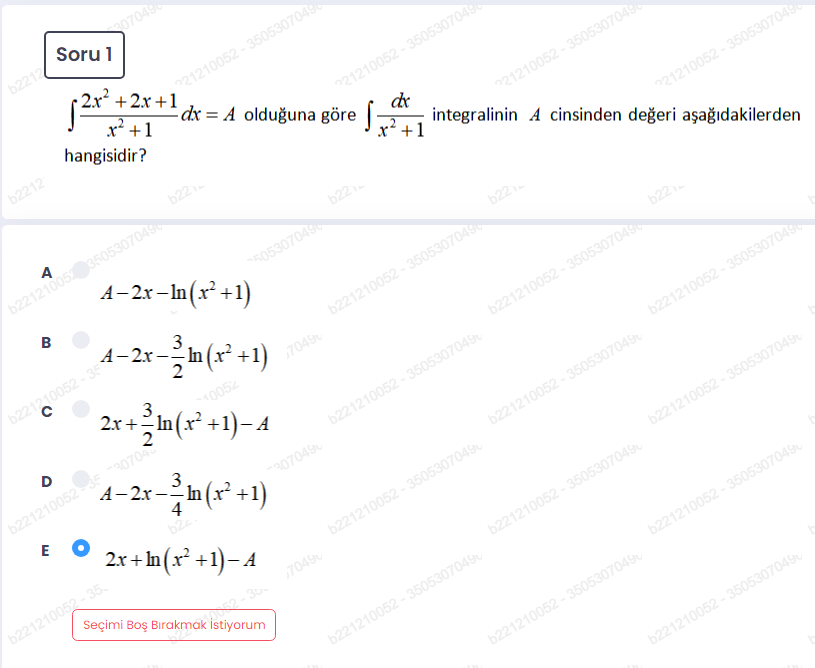 Soru 1
∫ (2x² + 2x + 1)/(x² + 1) dx = A olduğuna göre ∫ dx/(x² + 1) integralinin A cinsinden değeri aşağıdakilerden
hangisidir?
A
A − 2x − ln(x² + 1)
B
A − 2x − 3/2 ln(x² + 1)
C
2x + 3/2 ln(x² + 1) − A
D
A − 2x − 3/4 ln(x² + 1)
E
2x + ln(x² + 1) − A
Seçimi Boş Bırakmak İstiyorum